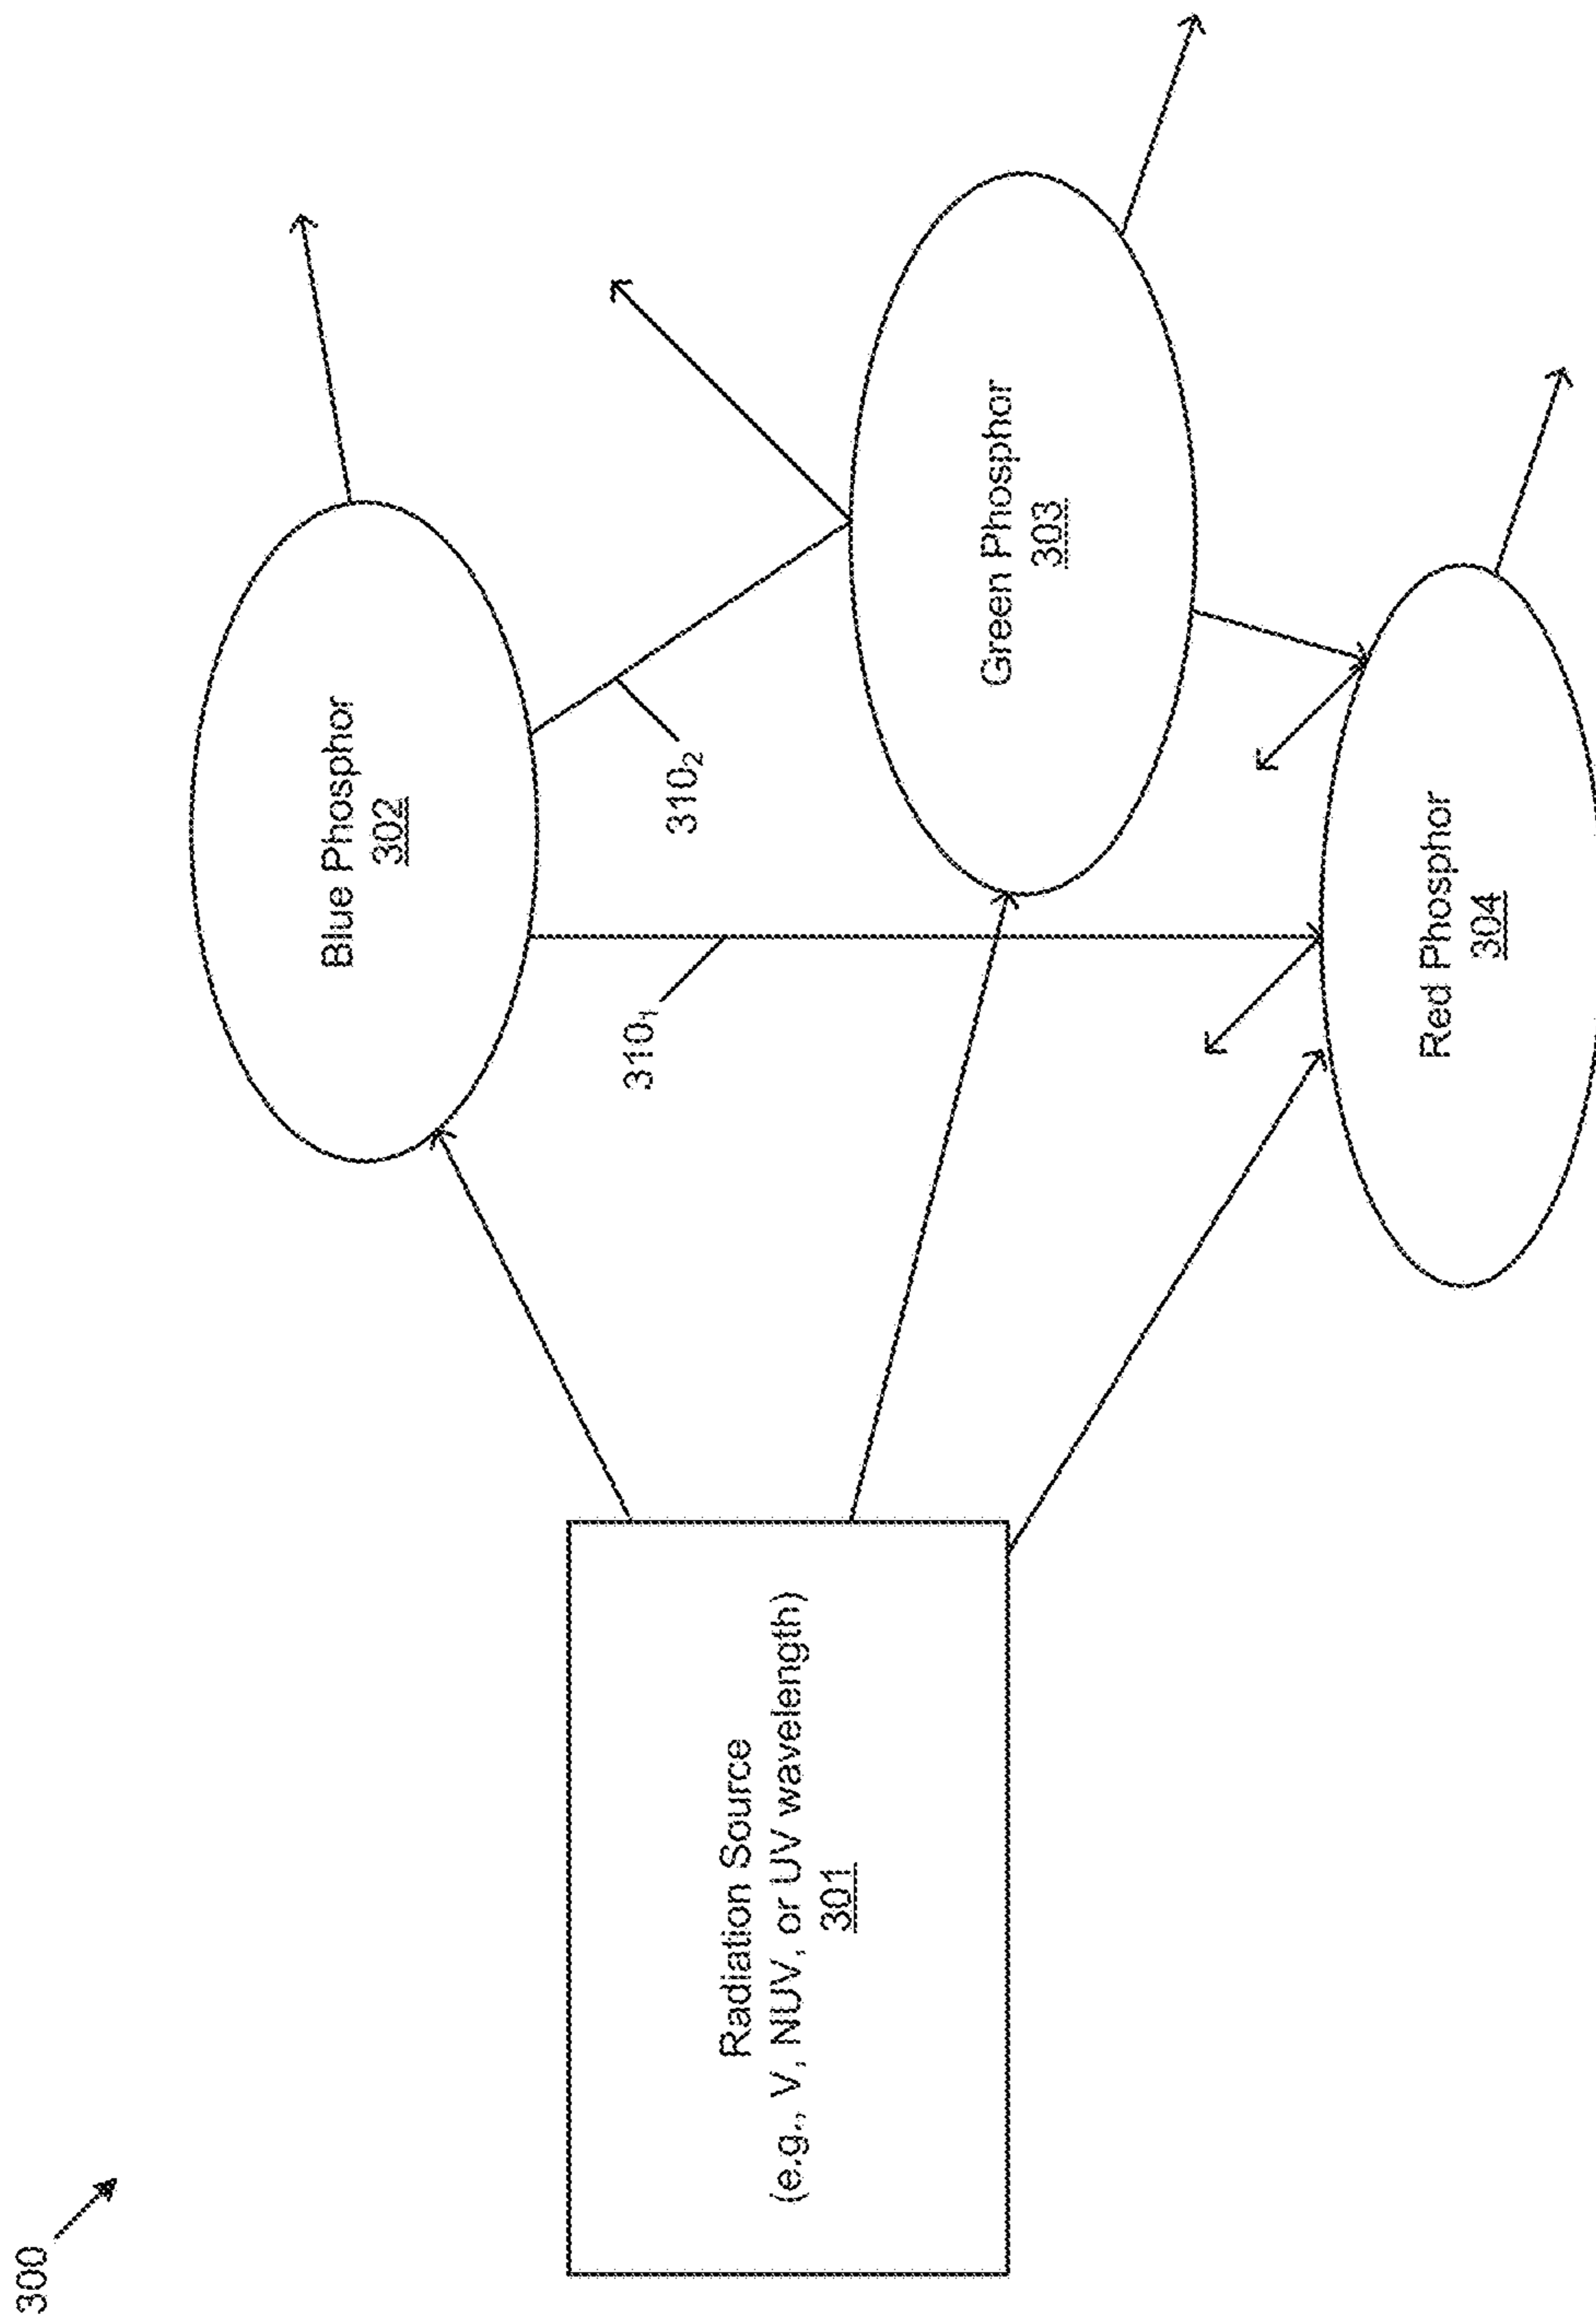 300
Radiation Source
(e.g., V, NUV, or UV wavelength)
301
Blue Phosphor
302
310₁
310₂
Green Phosphor
303
Red Phosphor
304